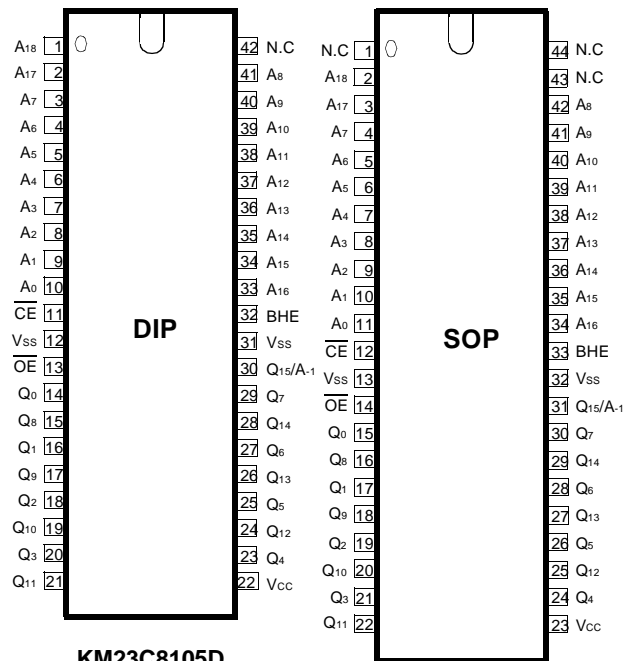 A18 1
A17 2
A7 3
A6 4
A5 5
A4 6
A3 7
A2 8
A1 9
A0 10
CE 11
VSS 12
OE 13
Q0 14
Q8 15
Q1 16
Q9 17
Q2 18
Q10 19
Q3 20
Q11 21
DIP
42 N.C
41 A8
40 A9
39 A10
38 A11
37 A12
36 A13
35 A14
34 A15
33 A16
32 BHE
31 VSS
30 Q15/A-1
29 Q7
28 Q14
27 Q6
26 Q13
25 Q5
24 Q12
23 Q4
22 VCC
KM23C8105D
N.C 1
A18 2
A17 3
A7 4
A6 5
A5 6
A4 7
A3 8
A2 9
A1 10
A0 11
CE 12
VSS 13
OE 14
Q0 15
Q8 16
Q1 17
Q9 18
Q2 19
Q10 20
Q3 21
Q11 22
SOP
44 N.C
43 N.C
42 A8
41 A9
40 A10
39 A11
38 A12
37 A13
36 A14
35 A15
34 A16
33 BHE
32 VSS
31 Q15/A-1
30 Q7
29 Q14
28 Q6
27 Q13
26 Q5
25 Q12
24 Q4
23 VCC